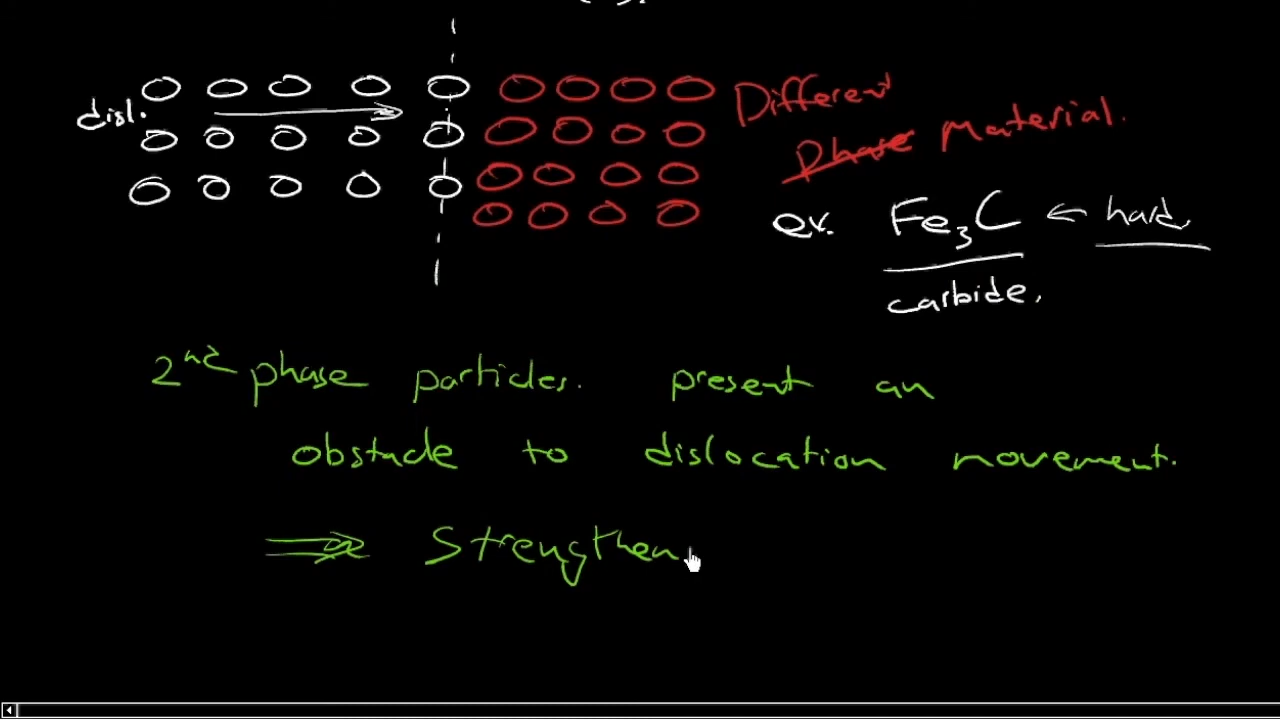 disl.
Different
Phase Material.
ex. Fe₃C ← hard.
carbide.
2nd phase particles. present an
obstacle to dislocation movement.
⇒ Strengthen